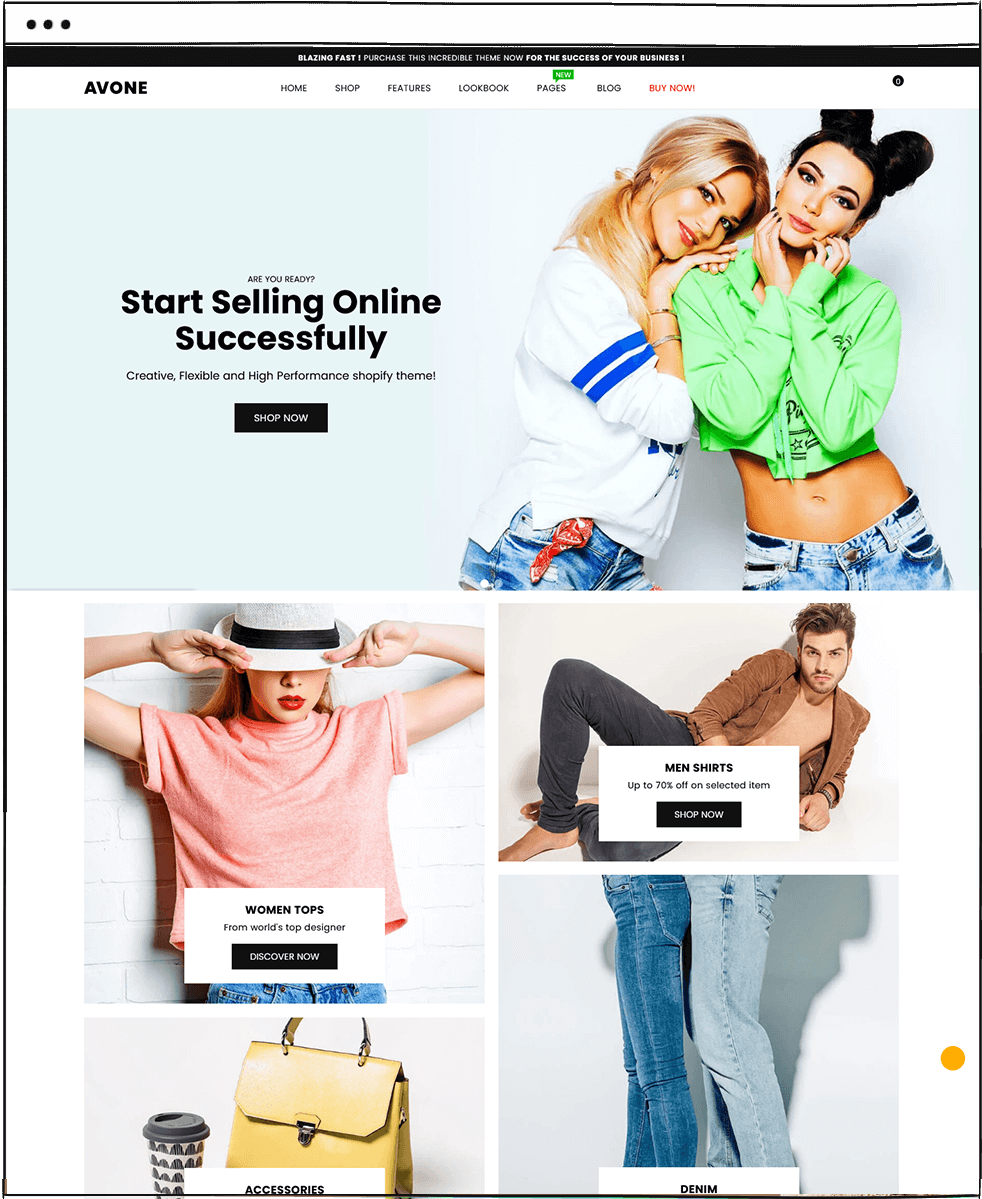 BLAZING FAST ! PURCHASE THIS INCREDIBLE THEME NOW FOR THE SUCCESS OF YOUR BUSINESS !
NEW
AVONE HOME SHOP FEATURES LOOKBOOK PAGES BLOG BUY NOW! 0
ARE YOU READY?
Start Selling Online
Successfully
Creative, Flexible and High Performance shopify theme!
SHOP NOW
MEN SHIRTS
Up to 70% off on selected item
SHOP NOW
WOMEN TOPS
From world's top designer
DISCOVER NOW
ACCESSORIES
DENIM